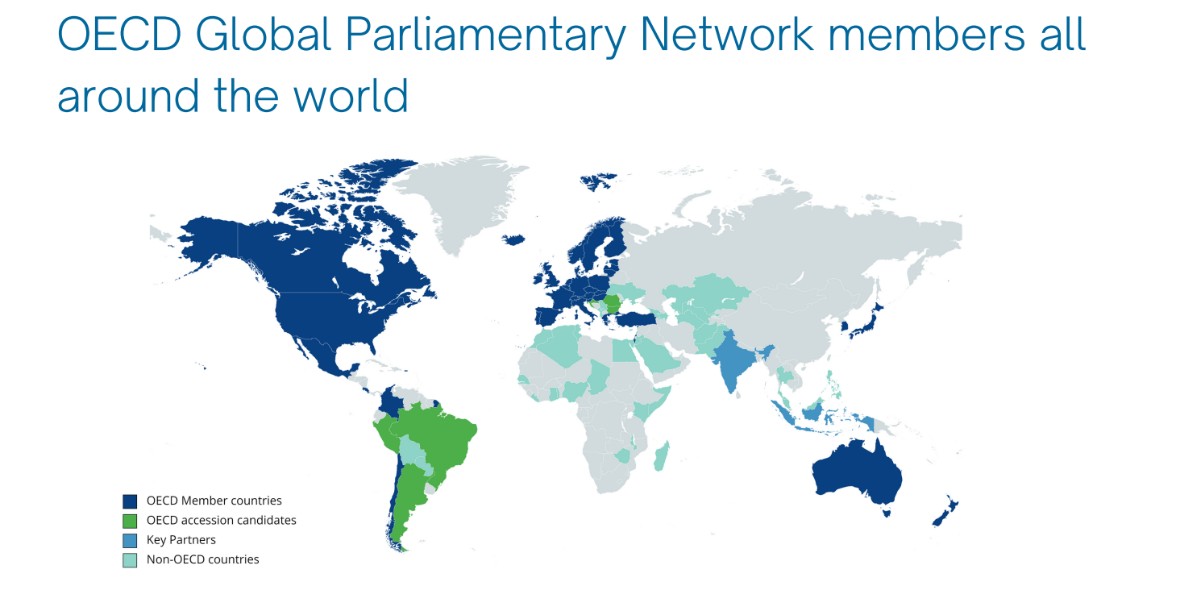 OECD Global Parliamentary Network members all
around the world
OECD Member countries
OECD accession candidates
Key Partners
Non-OECD countries